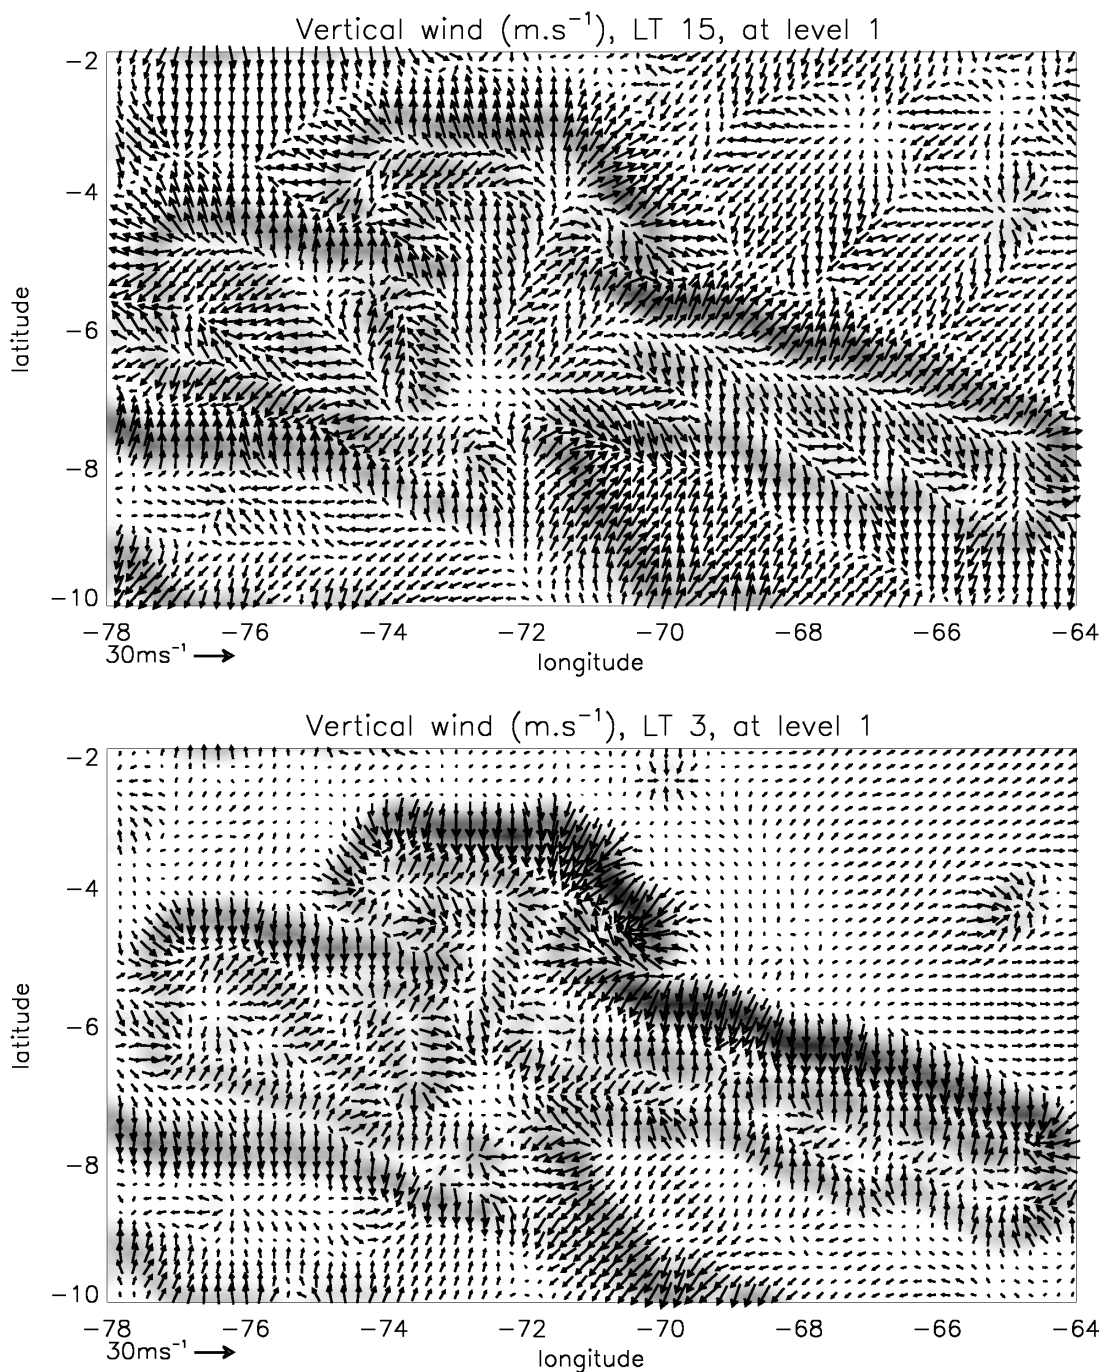 Vertical wind (m.s⁻¹), LT 15, at level 1
−2
−4
−6
−8
−10
latitude
−78 −76 −74 −72 −70 −68 −66 −64
30ms⁻¹
longitude
Vertical wind (m.s⁻¹), LT 3, at level 1
−2
−4
−6
−8
−10
latitude
−78 −76 −74 −72 −70 −68 −66 −64
30ms⁻¹
longitude